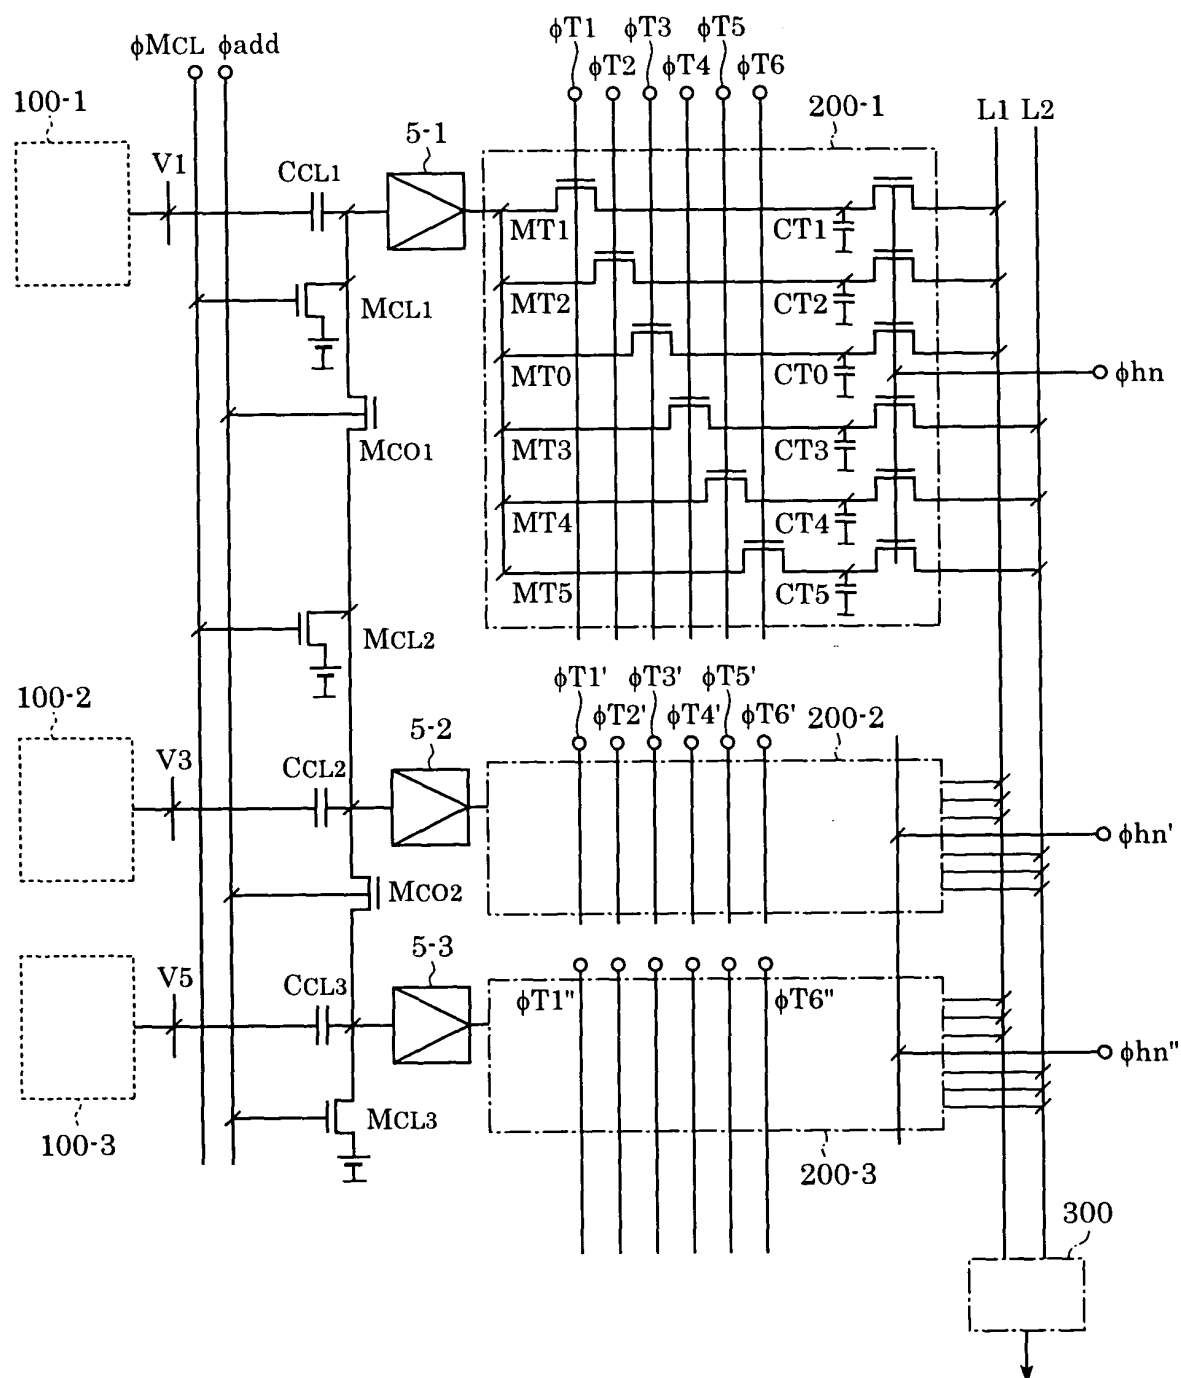 ϕT1 ϕT3 ϕT5
ϕMCL ϕadd ϕT2 ϕT4 ϕT6
100-1 200-1
5-1 L1 L2
V1 CCL1
MT1 CT1
MCL1 MT2 CT2
MT0 CT0 ϕhn
MCO1 MT3 CT3
MT4 CT4
MT5 CT5
MCL2
100-2 ϕT1' ϕT3' ϕT5'
ϕT2' ϕT4' ϕT6' 200-2
5-2
V3 CCL2
ϕhn'
MCO2
5-3
V5 CCL3 ϕT1" ϕT6"
ϕhn"
MCL3
100-3 200-3
300